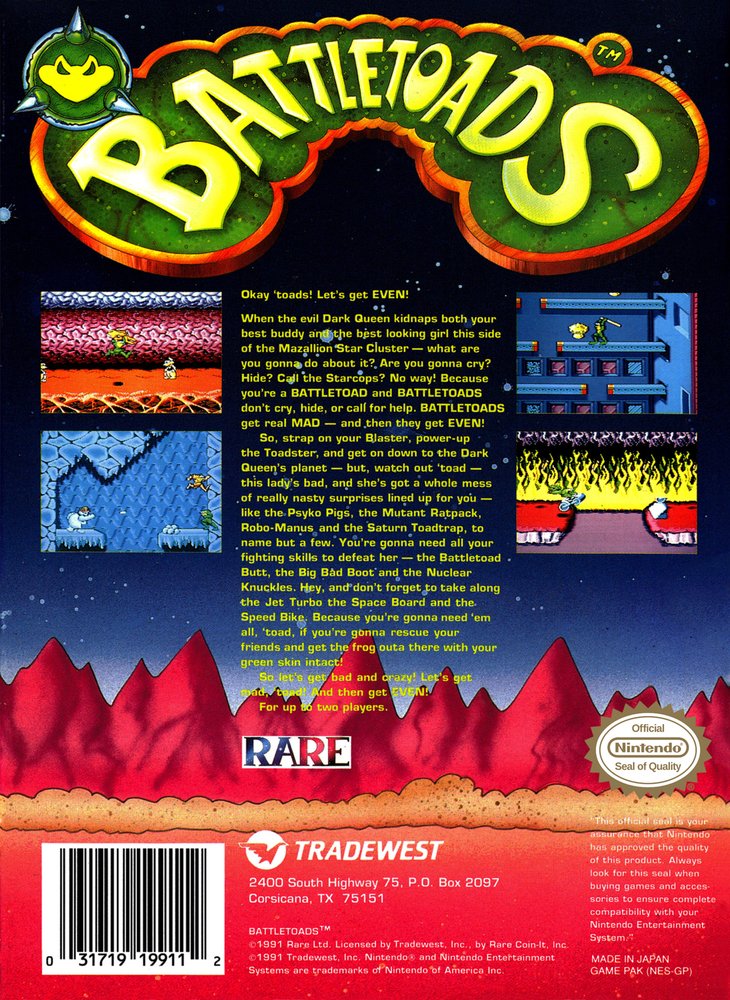 BATTLETOADS™
Okay 'toads! Let's get EVEN!
When the evil Dark Queen kidnaps both your
best buddy and the best looking girl this side
of the Mazallion Star Cluster — what are
you gonna do about it? Are you gonna cry?
Hide? Call the Starcops? No way! Because
you're a BATTLETOAD and BATTLETOADS
don't cry, hide, or call for help. BATTLETOADS
get real MAD — and then they get EVEN!
So, strap on your Blaster, power-up
the Toadster, and get on down to the Dark
Queen's planet — but, watch out 'toad —
this lady's bad, and she's got a whole mess
of really nasty surprises lined up for you —
like the Psyko Pigs, the Mutant Ratpack,
Robo-Manus and the Saturn Toadtrap, to
name but a few. You're gonna need all your
fighting skills to defeat her — the Battletoad
Butt, the Big Bad Boot and the Nuclear
Knuckles. Hey, and don't forget to take along
the Jet Turbo the Space Board and the
Speed Bike. Because you're gonna need 'em
all, 'toad, if you're gonna rescue your
friends and get the frog outa there with your
green skin intact!
So let's get bad and crazy! Let's get
mad, 'toad! And then get EVEN!
For up to two players.
RARE
Official
Nintendo®
Seal of Quality
"This official seal is your
assurance that Nintendo
has approved the quality
of this product. Always
look for this seal when
buying games and acces-
sories to ensure complete
compatibility with your
Nintendo Entertainment
System."
TRADEWEST
2400 South Highway 75, P.O. Box 2097
Corsicana, TX 75151
BATTLETOADS™
©1991 Rare Ltd. Licensed by Tradewest, Inc., by Rare Coin-It, Inc.
©1991 Tradewest, Inc. Nintendo® and Nintendo Entertainment
Systems are trademarks of Nintendo of America Inc.
MADE IN JAPAN
GAME PAK (NES-GP)
0 31719 19911 2